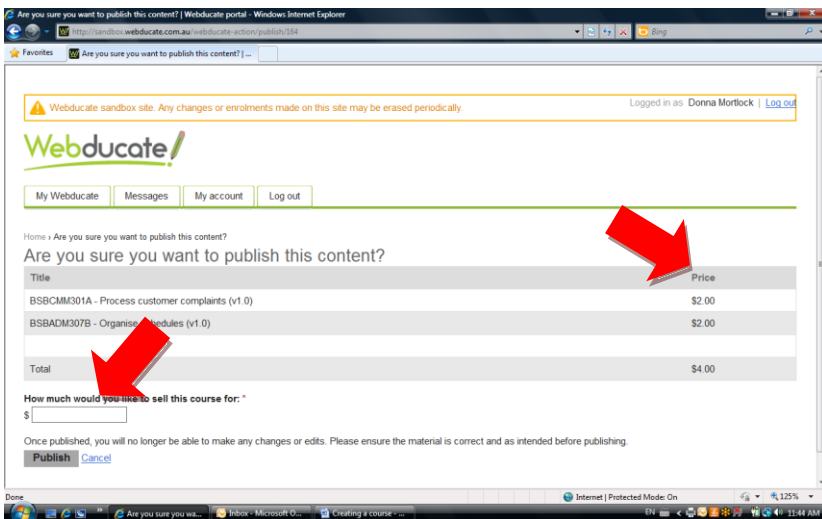 Are you sure you want to publish this content? | Webducate portal - Windows Internet Explorer
http://sandbox.webducate.com.au/webducate-action/publish/164
Bing
Favorites
Are you sure you want to publish this content? | ...
Webducate sandbox site. Any changes or enrolments made on this site may be erased periodically.
Logged in as Donna Mortlock | Log out
Webducate!
My Webducate Messages My account Log out
Home › Are you sure you want to publish this content?
Are you sure you want to publish this content?
Title Price
BSBCMM301A - Process customer complaints (v1.0) $2.00
BSBADM307B - Organise schedules (v1.0) $2.00
Total $4.00
How much would you like to sell this course for: *
$
Once published, you will no longer be able to make any changes or edits. Please ensure the material is correct and as intended before publishing.
Publish Cancel
Done Internet | Protected Mode: On 125%
Are you sure you wa... Inbox - Microsoft O... Creating a course - ... EN 11:44 AM